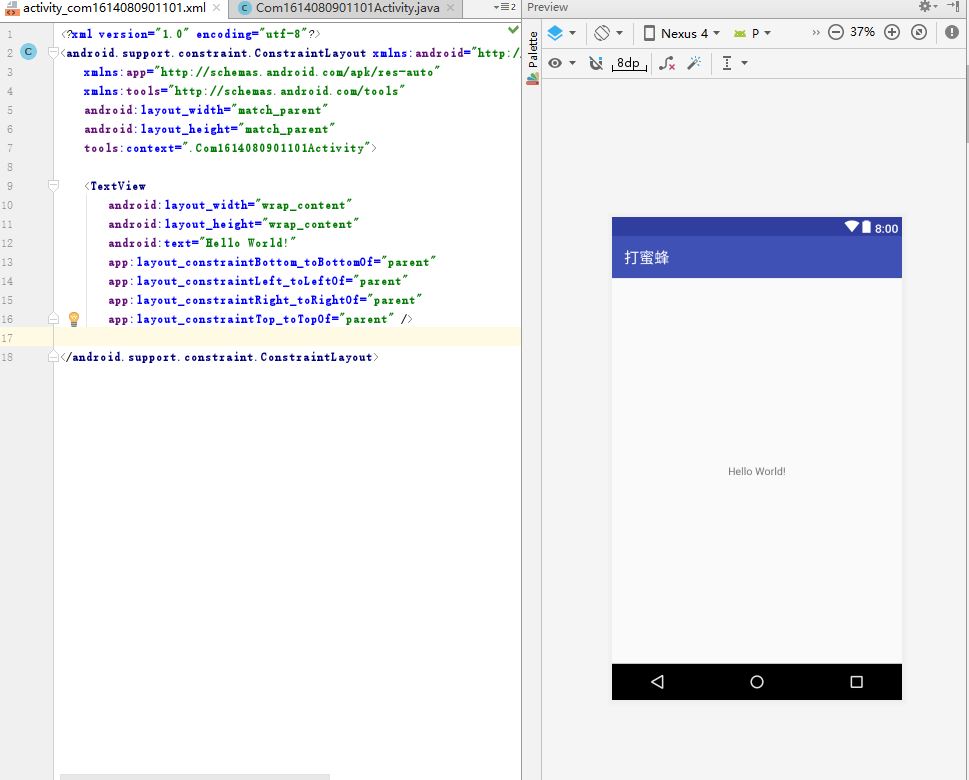 activity_com1614080901101.xml
Com1614080901101Activity.java
2
Preview
1 <?xml version="1.0" encoding="utf-8"?>
2 <android.support.constraint.ConstraintLayout xmlns:android="http:/
3 xmlns:app="http://schemas.android.com/apk/res-auto"
4 xmlns:tools="http://schemas.android.com/tools"
5 android:layout_width="match_parent"
6 android:layout_height="match_parent"
7 tools:context=".Com1614080901101Activity">
8
9 <TextView
10 android:layout_width="wrap_content"
11 android:layout_height="wrap_content"
12 android:text="Hello World!"
13 app:layout_constraintBottom_toBottomOf="parent"
14 app:layout_constraintLeft_toLeftOf="parent"
15 app:layout_constraintRight_toRightOf="parent"
16 app:layout_constraintTop_toTopOf="parent" />
17
18 </android.support.constraint.ConstraintLayout>
C
C
Palette
Nexus 4
P
37%
8dp
8:00
打蜜蜂
Hello World!